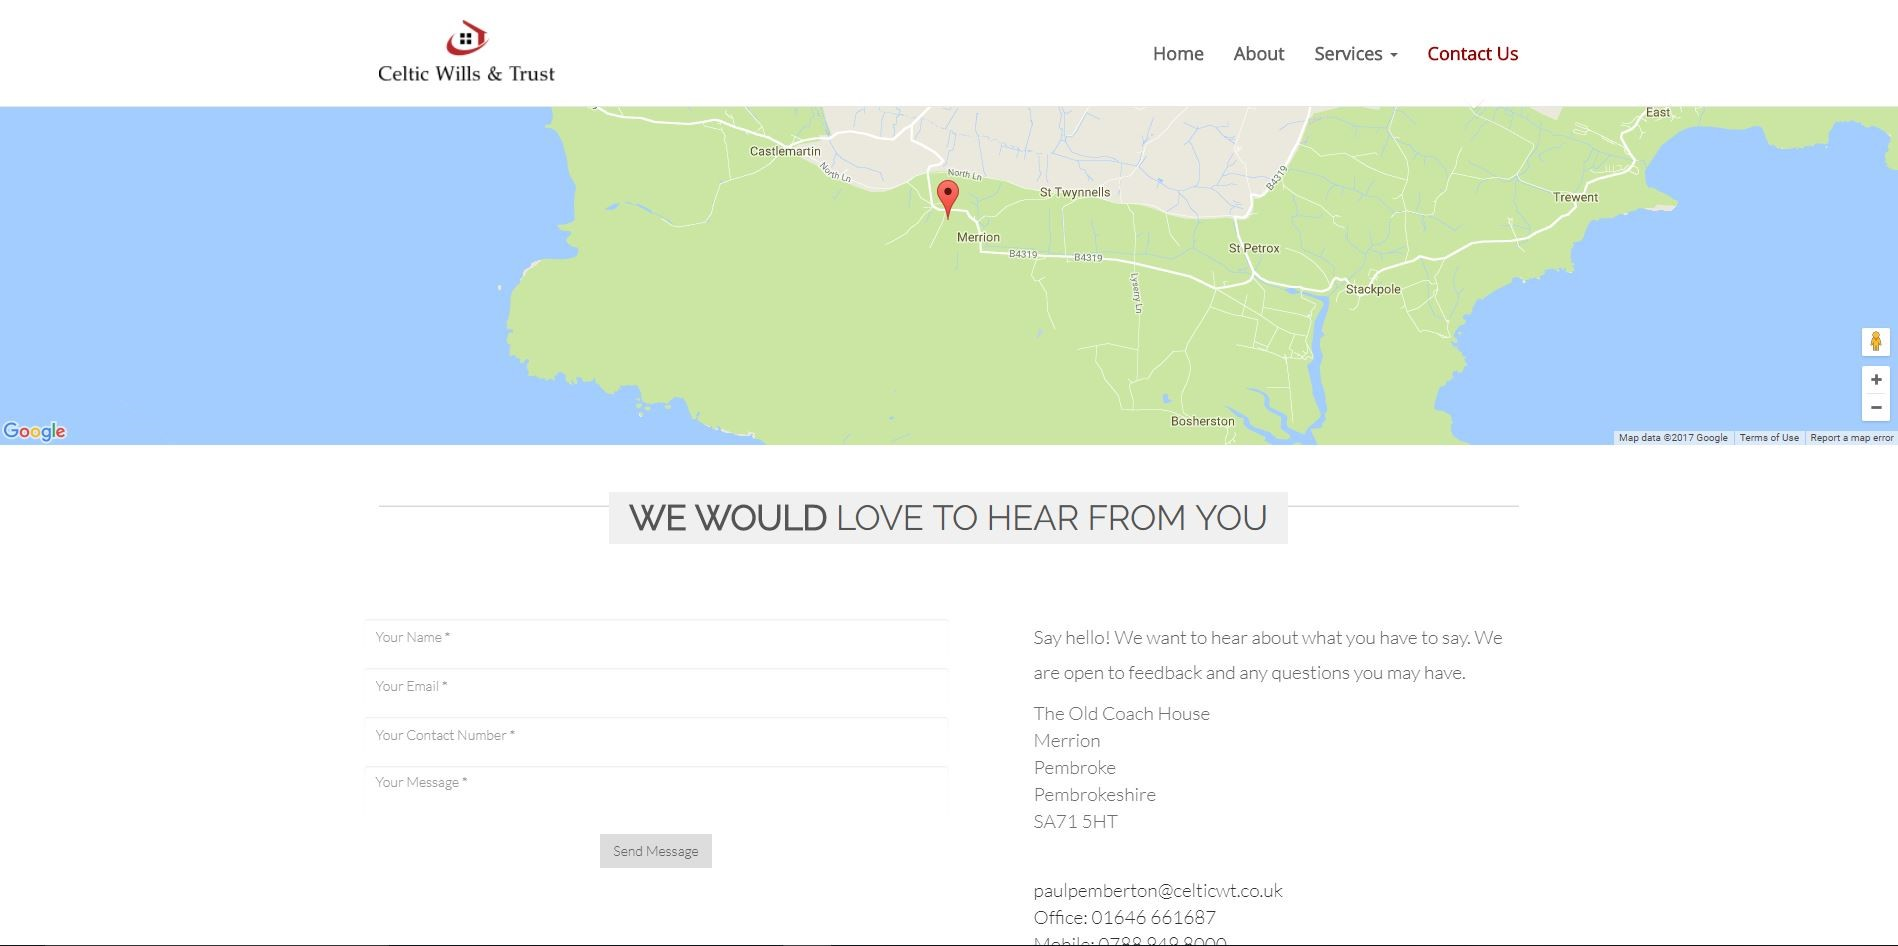 Celtic Wills & Trust
Home
About
Services
Contact Us
East
Castlemartin
North Ln
North Ln
B4319
St Twynnells
Trewent
Merrion
St Petrox
B4319
B4319
Lyserry Ln
Stackpole
Bosherston
Google
Map data ©2017 Google
Terms of Use
Report a map error
WE WOULD LOVE TO HEAR FROM YOU
Your Name *
Your Email *
Your Contact Number *
Your Message *
Send Message
Say hello! We want to hear about what you have to say. We
are open to feedback and any questions you may have.
The Old Coach House
Merrion
Pembroke
Pembrokeshire
SA71 5HT
paulpemberton@celticwt.co.uk
Office: 01646 661687
Mobile: 0788 949 8000